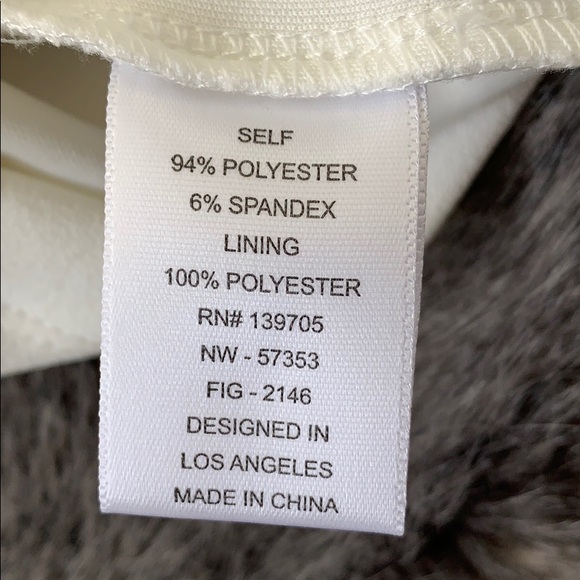 SELF
94% POLYESTER
6% SPANDEX
LINING
100% POLYESTER
RN# 139705
NW - 57353
FIG - 2146
DESIGNED IN
LOS ANGELES
MADE IN CHINA